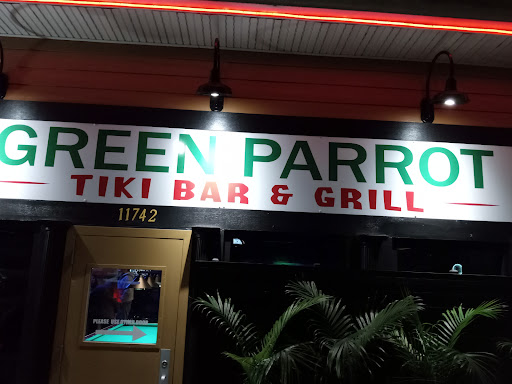 GREEN PARROT
TIKI BAR & GRILL
11742
PLEASE USE OTHER DOOR